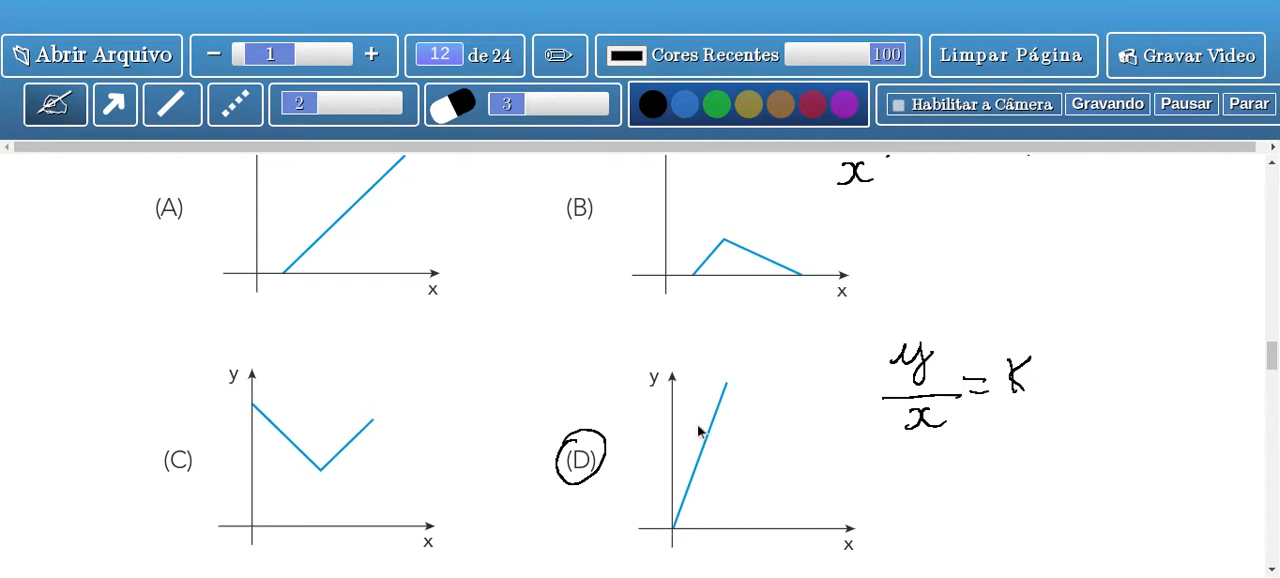 Abrir Arquivo − 1 + 12 de 24 Cores Recentes 100 Limpar Página Gravar Video
2 3 Habilitar a Câmera Gravando Pausar Parar
x
(A) (B)
x x
y y y/x = K
(C) (D)
x x